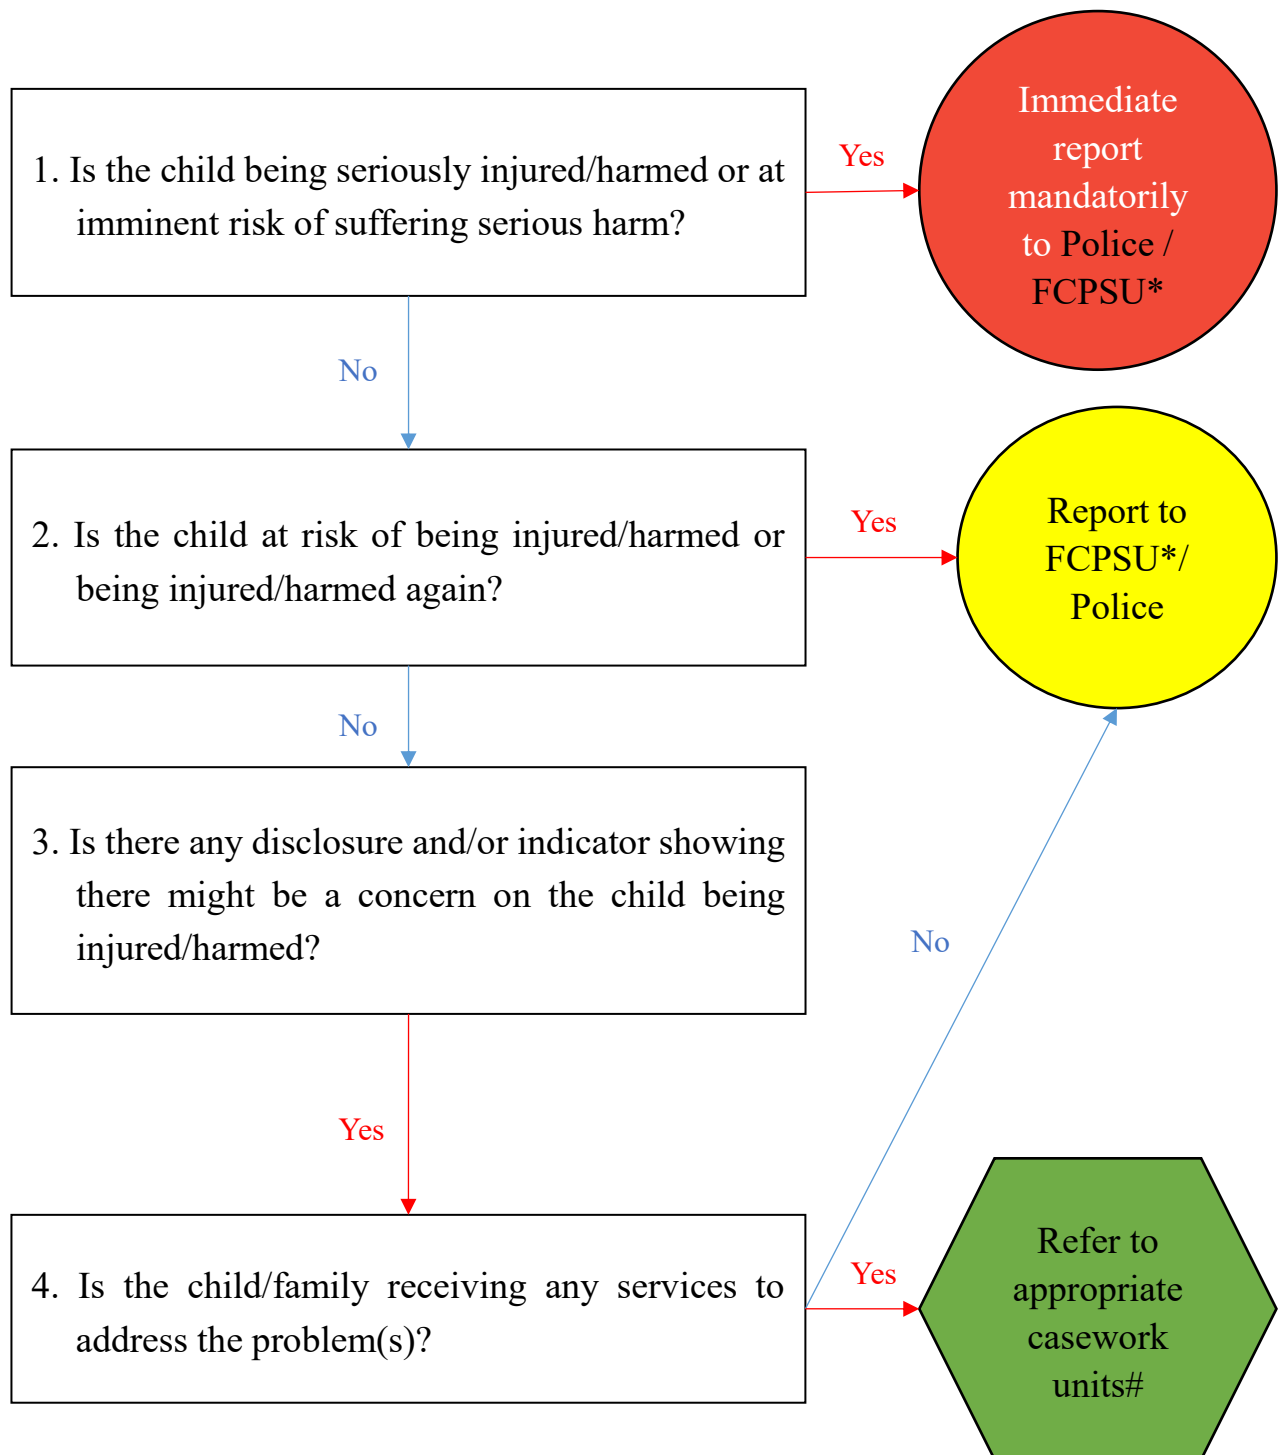 1. Is the child being seriously injured/harmed or at
imminent risk of suffering serious harm?
Yes
Immediate
report
mandatorily
to Police /
FCPSU*
No
2. Is the child at risk of being injured/harmed or
being injured/harmed again?
Yes
Report to
FCPSU*/
Police
No
3. Is there any disclosure and/or indicator showing
there might be a concern on the child being
injured/harmed?
No
Yes
4. Is the child/family receiving any services to
address the problem(s)?
Yes
Refer to
appropriate
casework
units#